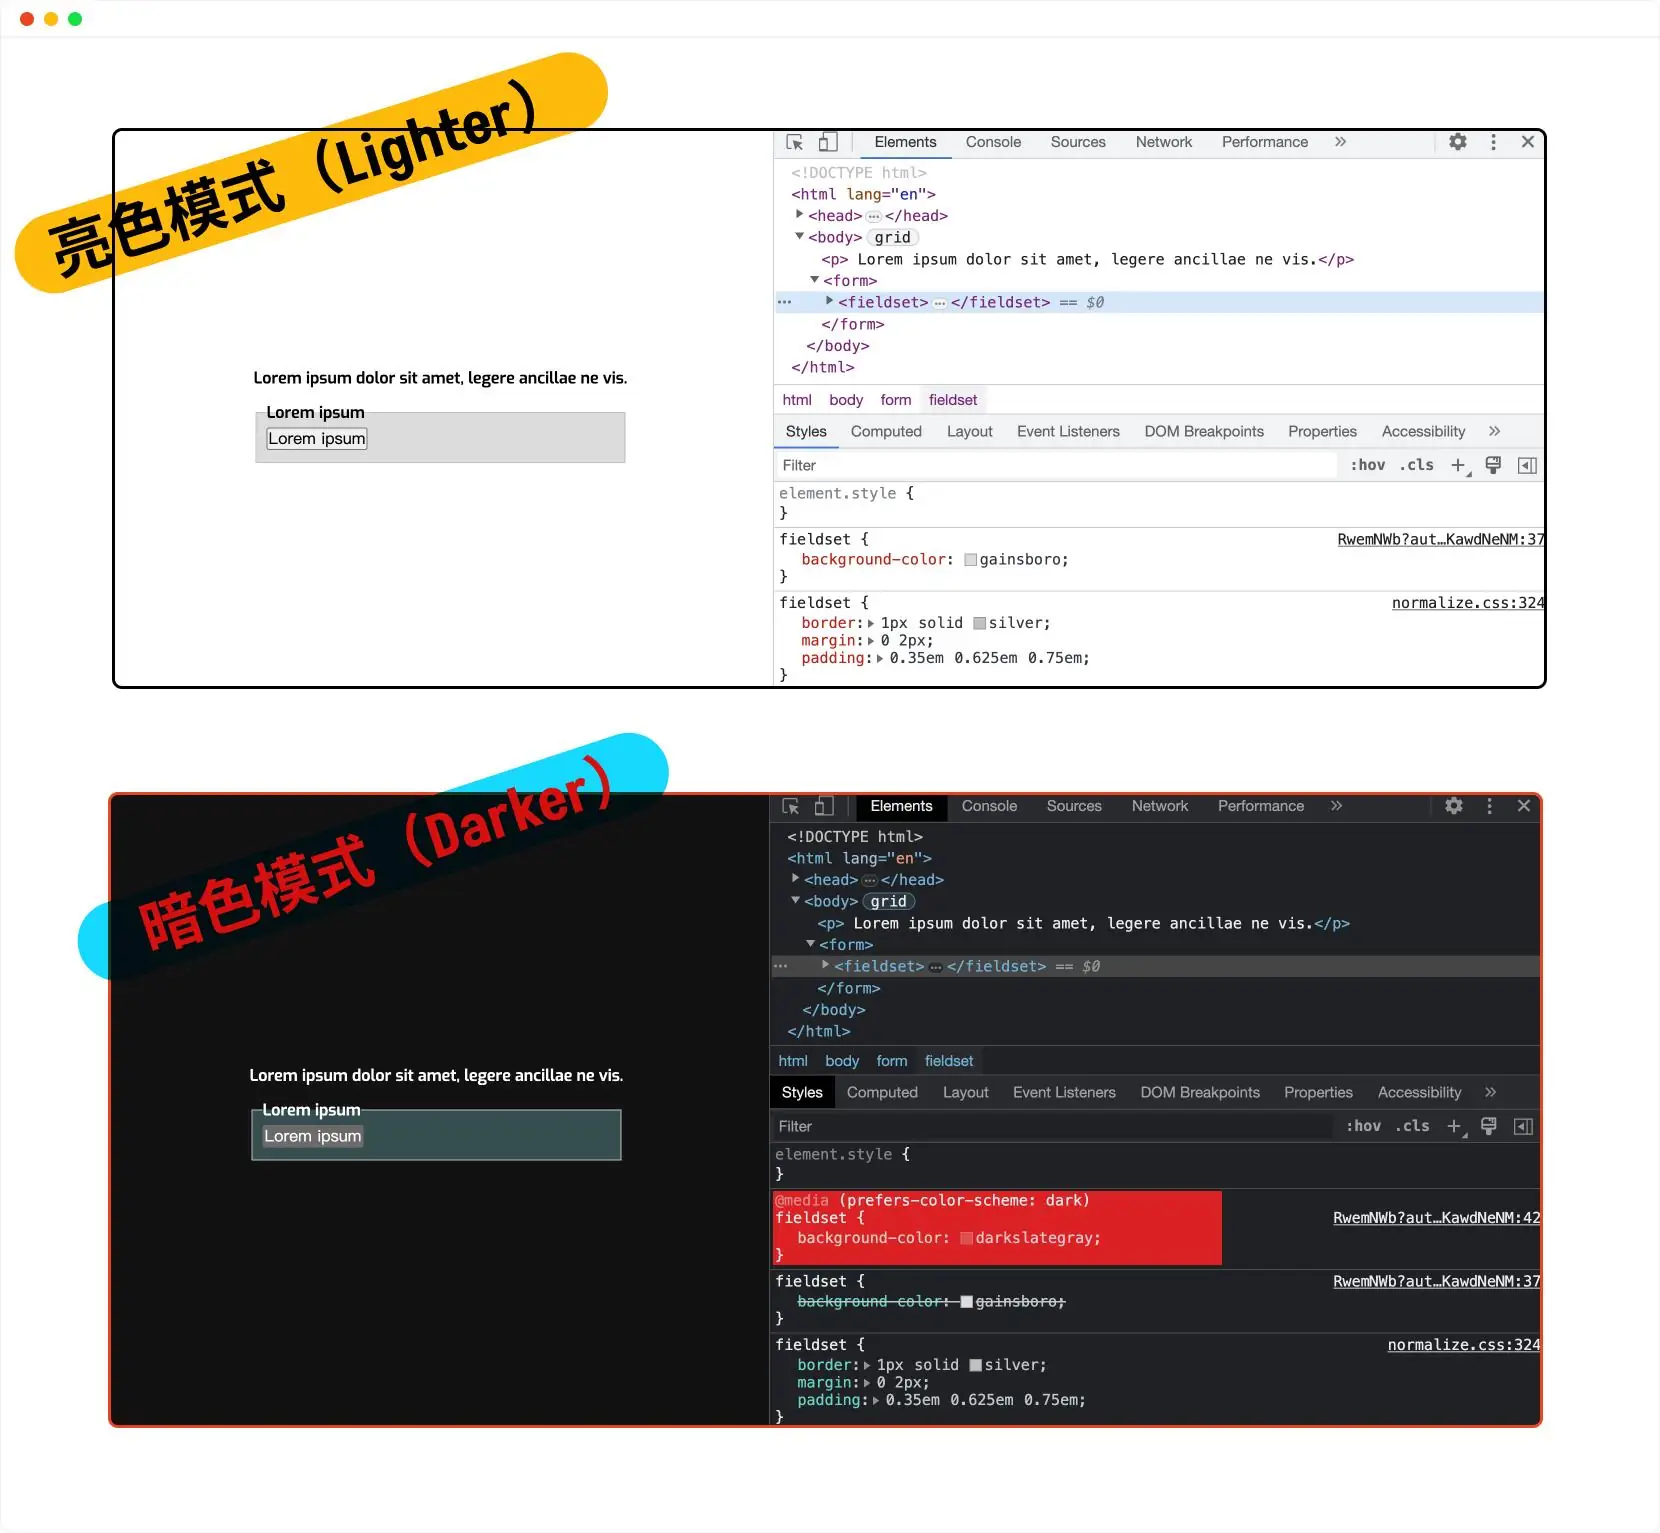 亮色模式（Lighter）
Elements Console Sources Network Performance »
<!DOCTYPE html>
<html lang="en">
<head>…</head>
<body> grid
<p> Lorem ipsum dolor sit amet, legere ancillae ne vis.</p>
<form>
<fieldset>…</fieldset> == $0
</form>
</body>
</html>
html body form fieldset
Styles Computed Layout Event Listeners DOM Breakpoints Properties Accessibility »
Filter :hov .cls +
element.style {
}
fieldset { RwemNWb?aut…KawdNeNM:37
background-color: gainsboro;
}
fieldset { normalize.css:324
border: 1px solid silver;
margin: 0 2px;
padding: 0.35em 0.625em 0.75em;
}
Lorem ipsum dolor sit amet, legere ancillae ne vis.
Lorem ipsum
Lorem ipsum
暗色模式（Darker）
Elements Console Sources Network Performance »
<!DOCTYPE html>
<html lang="en">
<head>…</head>
<body> grid
<p> Lorem ipsum dolor sit amet, legere ancillae ne vis.</p>
<form>
<fieldset>…</fieldset> == $0
</form>
</body>
</html>
html body form fieldset
Styles Computed Layout Event Listeners DOM Breakpoints Properties Accessibility »
Filter :hov .cls +
element.style {
}
@media (prefers-color-scheme: dark)
fieldset { RwemNWb?aut…KawdNeNM:42
background-color: darkslategray;
}
fieldset { RwemNWb?aut…KawdNeNM:37
background-color: gainsboro;
}
fieldset { normalize.css:324
border: 1px solid silver;
margin: 0 2px;
padding: 0.35em 0.625em 0.75em;
}
Lorem ipsum dolor sit amet, legere ancillae ne vis.
Lorem ipsum
Lorem ipsum